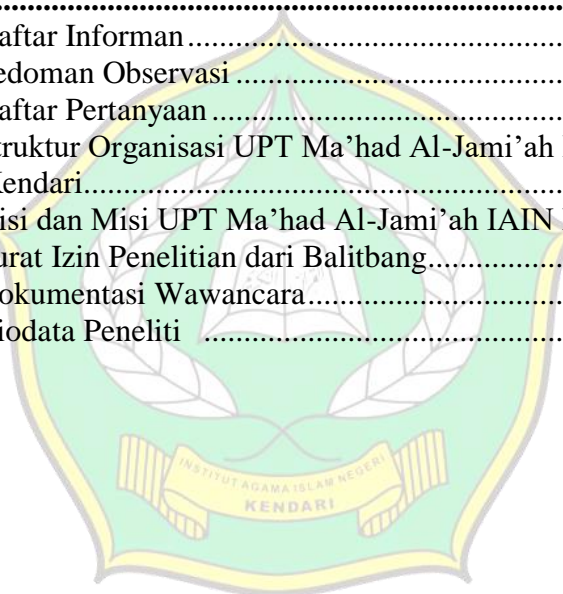 aftar Informan
edoman Observasi
aftar Pertanyaan
truktur Organisasi UPT Ma’had Al-Jami’ah
Kendari
isi dan Misi UPT Ma’had Al-Jami’ah IAIN
urat Izin Penelitian dari Balitbang
okumentasi Wawancara
iodata Peneliti
INSTITUT AGAMA ISLAM NEGERI
KENDARI